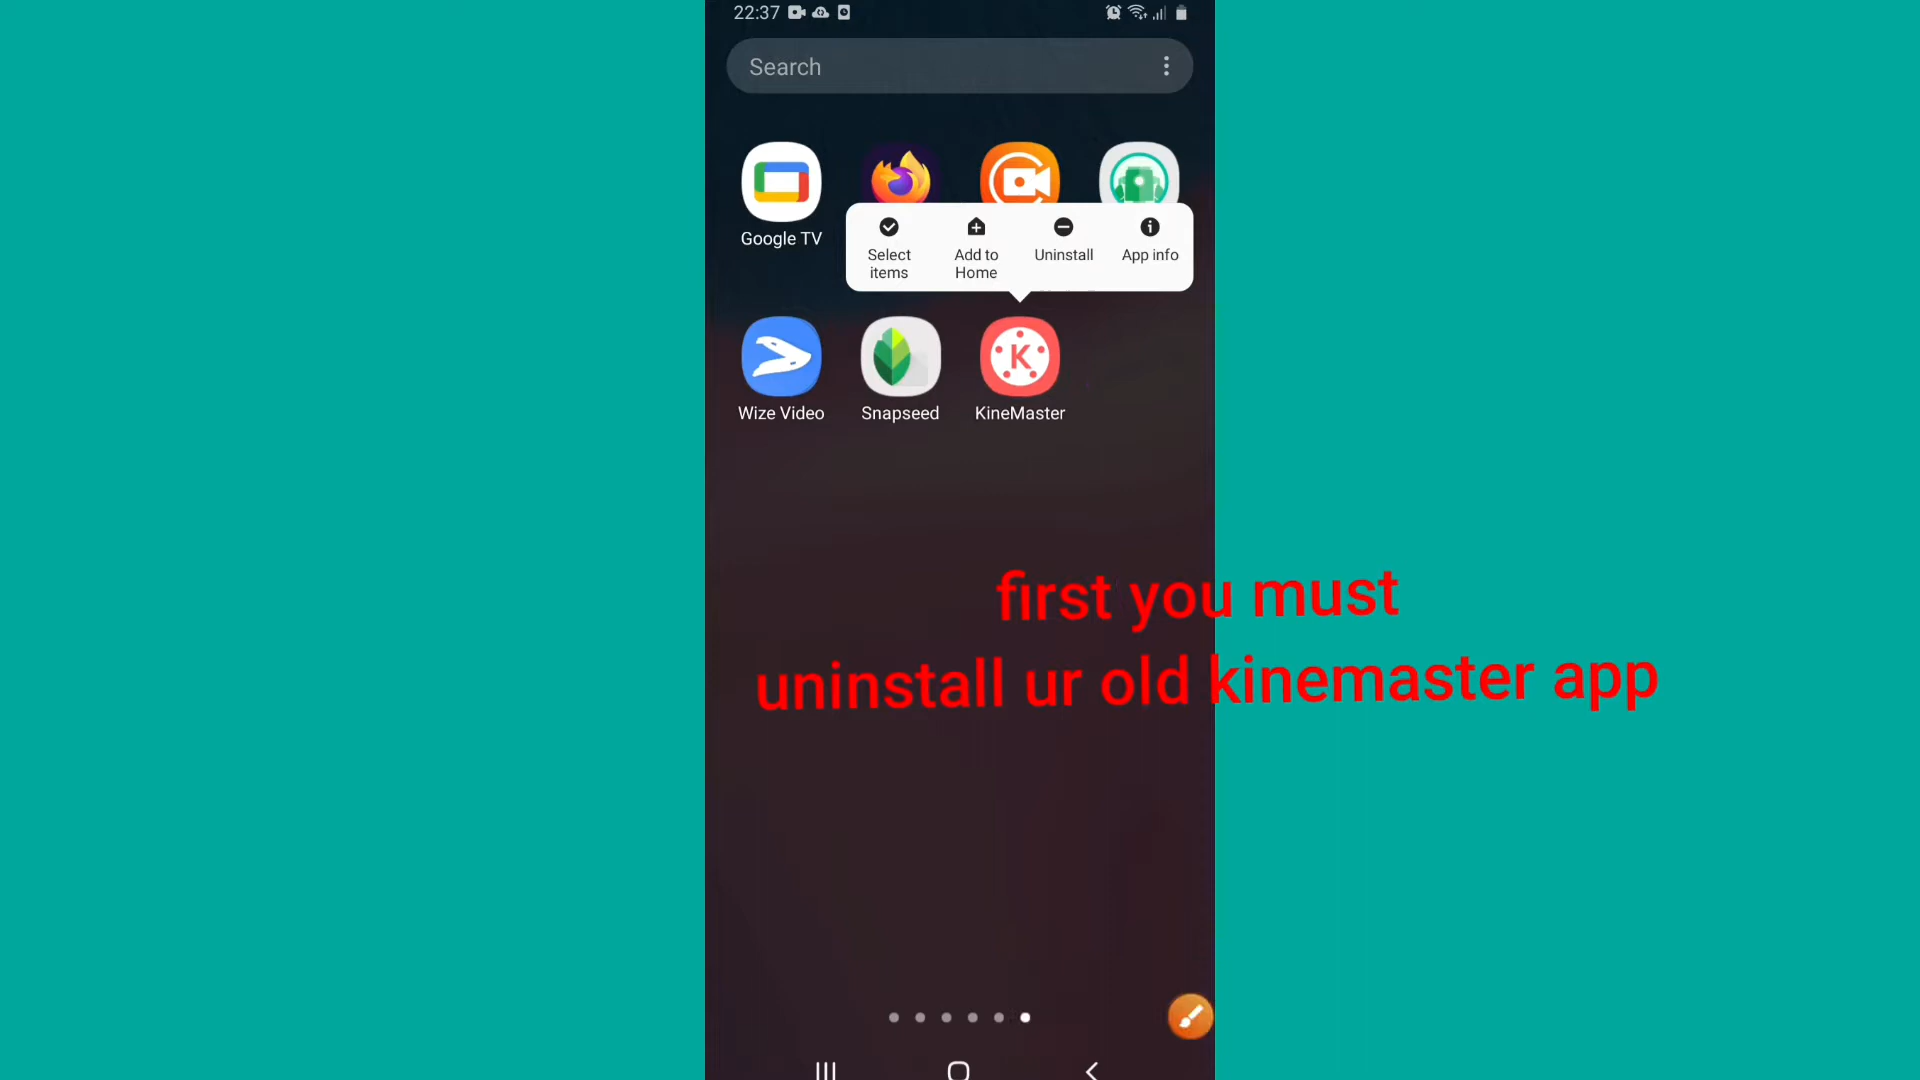 22:37
Search
Google TV
Select items
Add to Home
Uninstall
App info
Wize Video
Snapseed
K
KineMaster
first you must
uninstall ur old kinemaster app